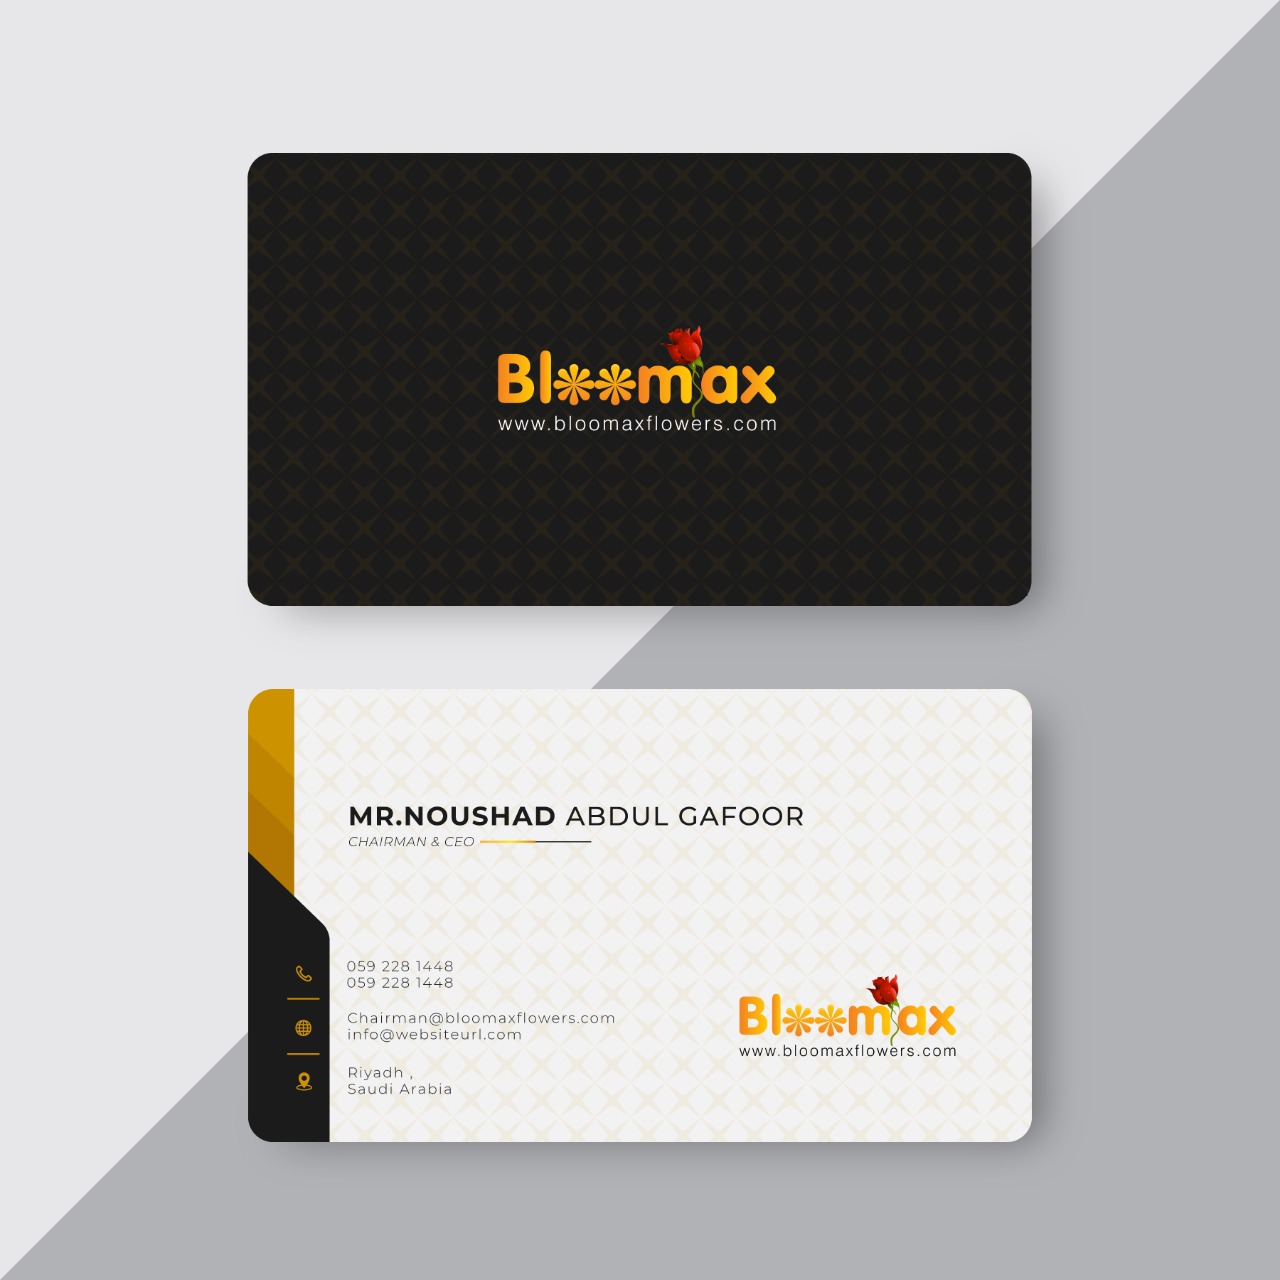 Bloomax
www.bloomaxflowers.com
MR.NOUSHAD ABDUL GAFOOR
CHAIRMAN & CEO
059 228 1448
059 228 1448
Chairman@bloomaxflowers.com
info@websiteurl.com
Riyadh ,
Saudi Arabia
Bloomax
www.bloomaxflowers.com